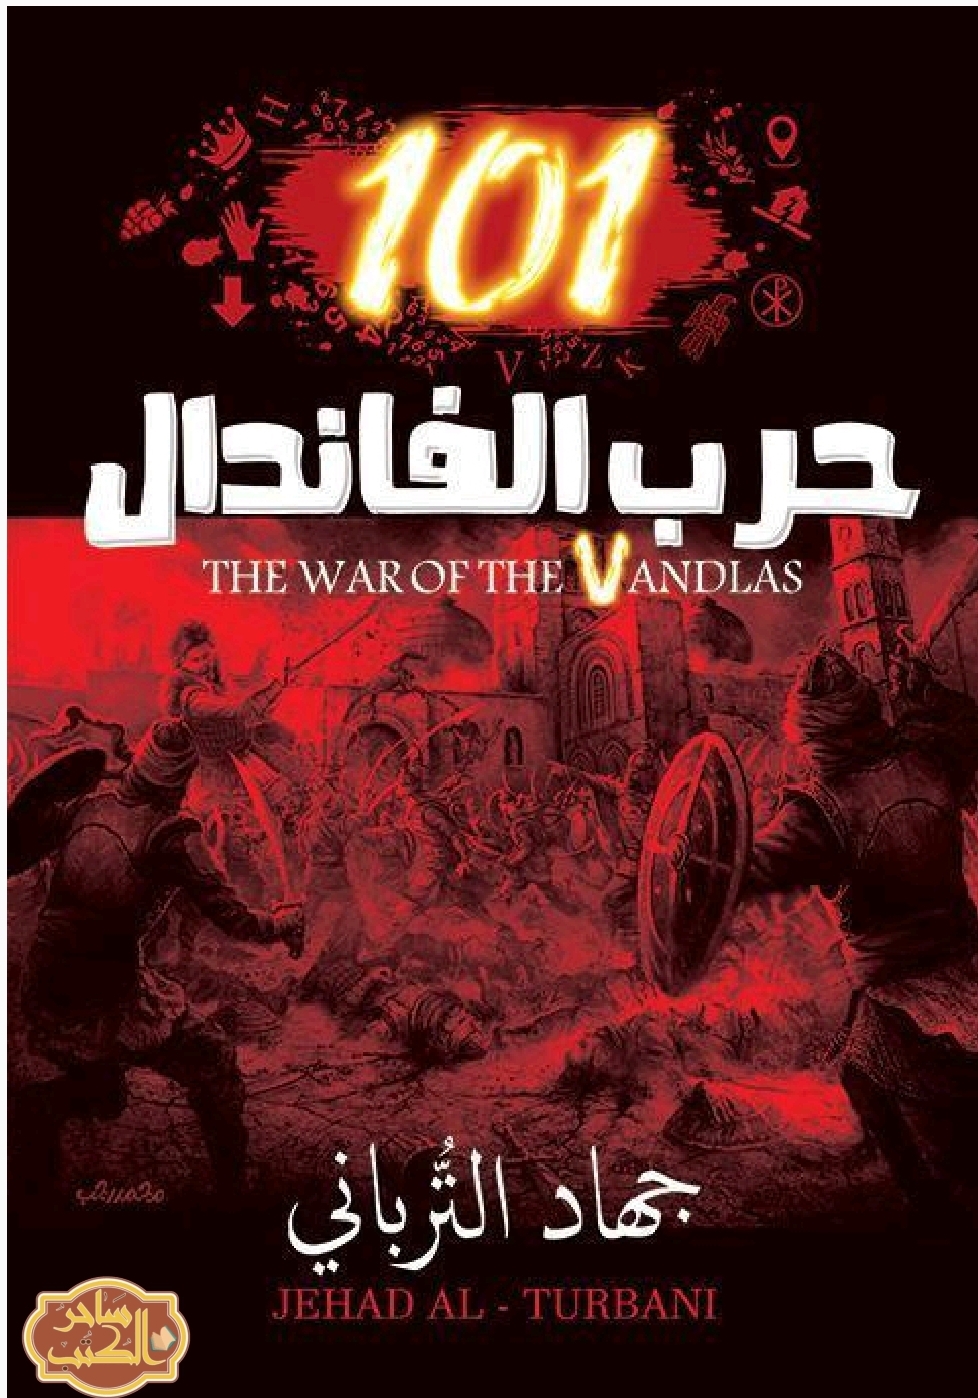 101
حرب الفاندال
THE WAR OF THE VANDLAS
جهاد التُّرباني
JEHAD AL - TURBANI
ساحر
الكتب